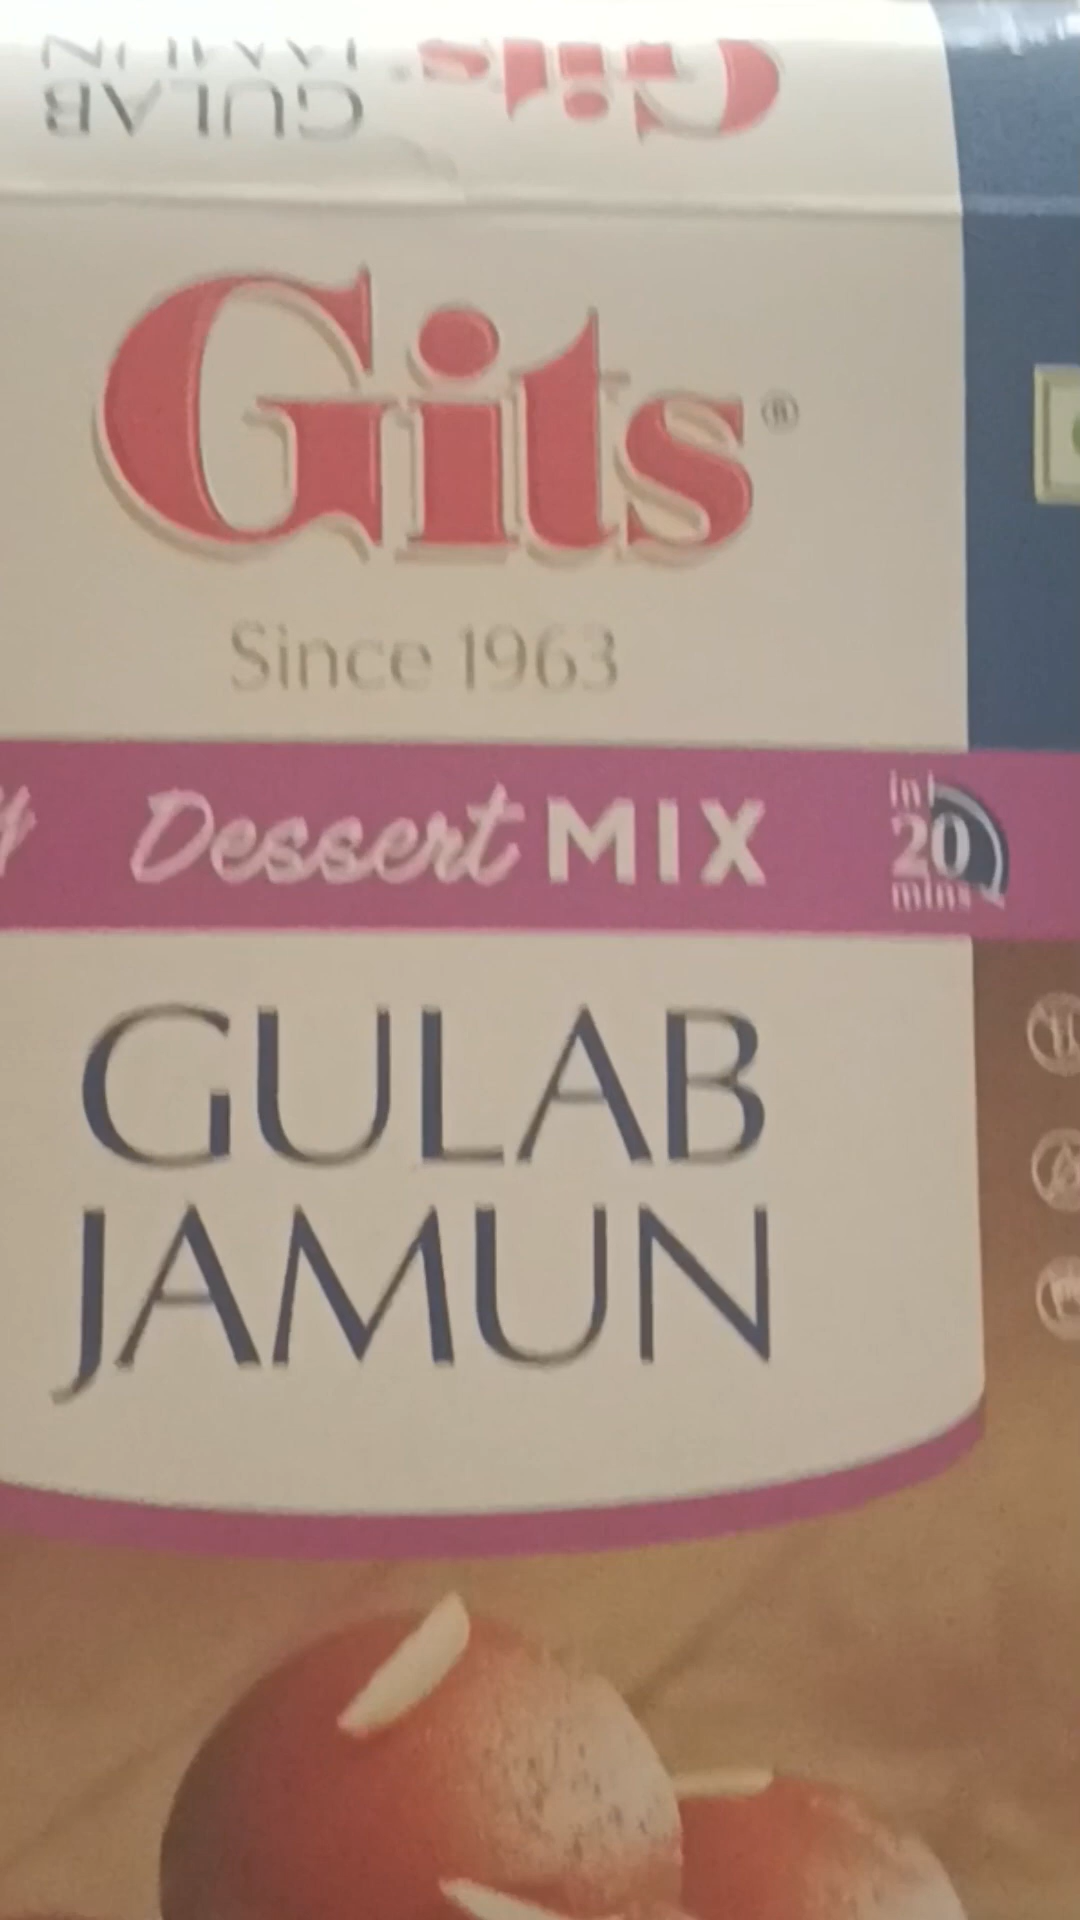 GULAB
JAMUN
Gits
Gits®
Since 1963
Dessert MIX
in
20
mins
GULAB
JAMUN